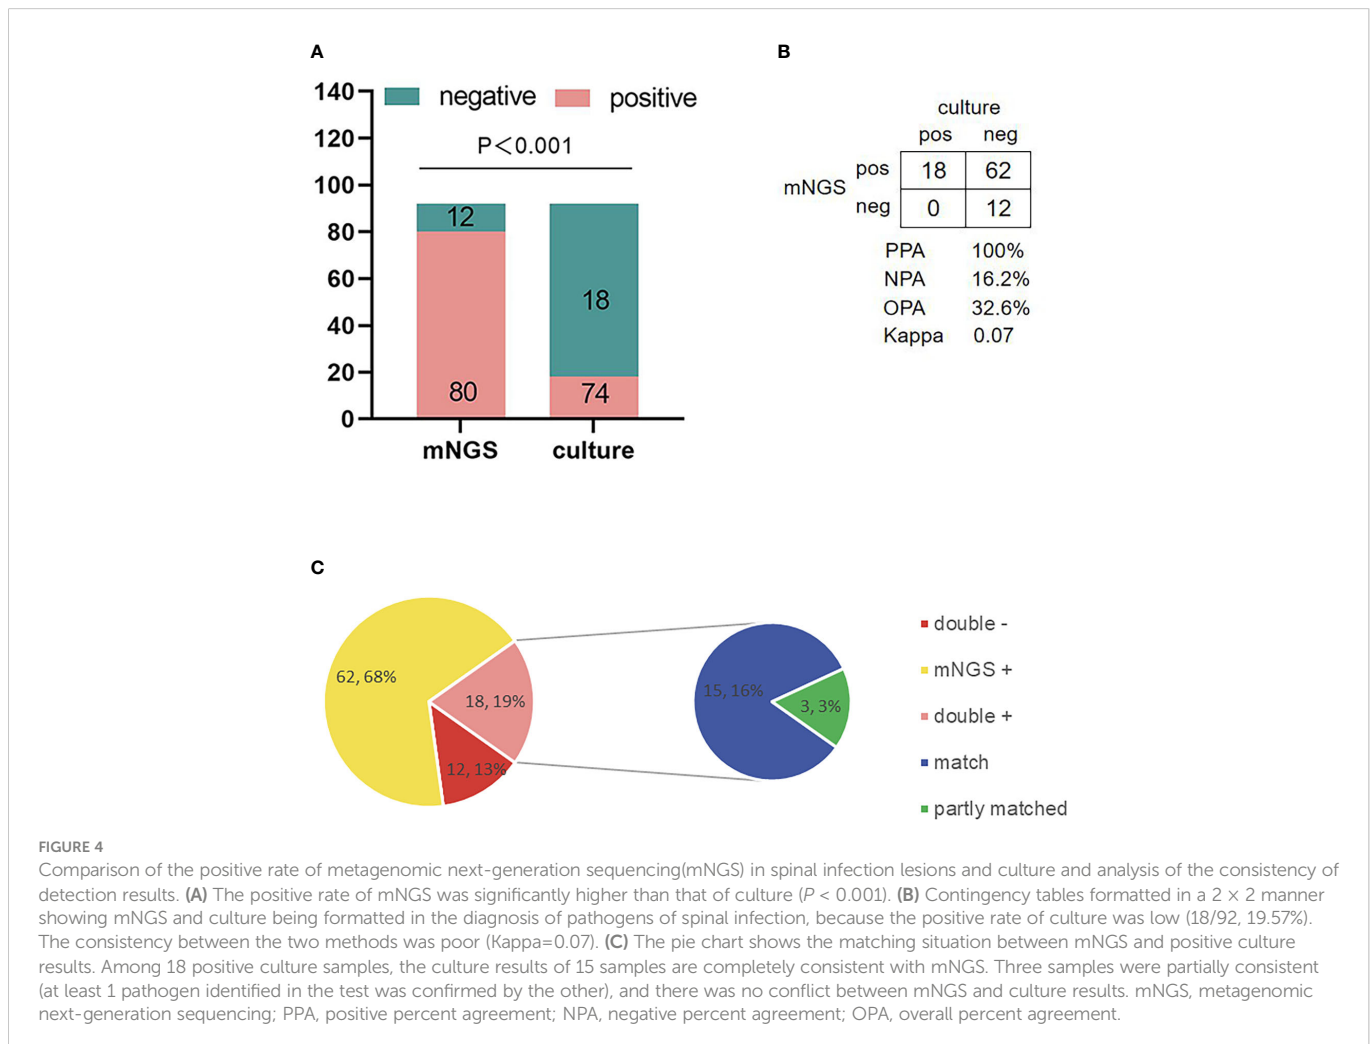 A
negative positive
140
120
100
80
60
40
20
0
P<0.001
12
80
18
74
mNGS culture
B
culture
pos neg
mNGS
pos 18 62
neg 0 12
PPA 100%
NPA 16.2%
OPA 32.6%
Kappa 0.07
C
62, 68%
18, 19%
12, 13%
15, 16%
3, 3%
double -
mNGS +
double +
match
partly matched
FIGURE 4
Comparison of the positive rate of metagenomic next-generation sequencing(mNGS) in spinal infection lesions and culture and analysis of the consistency of
detection results. (A) The positive rate of mNGS was significantly higher than that of culture (P < 0.001). (B) Contingency tables formatted in a 2 × 2 manner
showing mNGS and culture being formatted in the diagnosis of pathogens of spinal infection, because the positive rate of culture was low (18/92, 19.57%).
The consistency between the two methods was poor (Kappa=0.07). (C) The pie chart shows the matching situation between mNGS and positive culture
results. Among 18 positive culture samples, the culture results of 15 samples are completely consistent with mNGS. Three samples were partially consistent
(at least 1 pathogen identified in the test was confirmed by the other), and there was no conflict between mNGS and culture results. mNGS, metagenomic
next-generation sequencing; PPA, positive percent agreement; NPA, negative percent agreement; OPA, overall percent agreement.